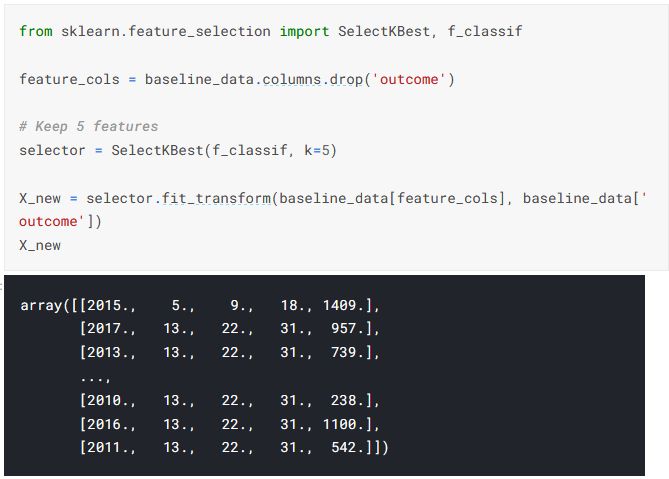 from sklearn.feature_selection import SelectKBest, f_classif
feature_cols = baseline_data.columns.drop('outcome')
# Keep 5 features
selector = SelectKBest(f_classif, k=5)
X_new = selector.fit_transform(baseline_data[feature_cols], baseline_data['
outcome'])
X_new
array([[2015.,    5.,    9.,   18., 1409.],
       [2017.,   13.,   22.,   31.,  957.],
       [2013.,   13.,   22.,   31.,  739.],
       ...,
       [2010.,   13.,   22.,   31.,  238.],
       [2016.,   13.,   22.,   31., 1100.],
       [2011.,   13.,   22.,   31.,  542.]])